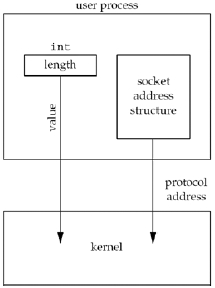 user process
int
length
socket
address
structure
value
protocol
address
kernel